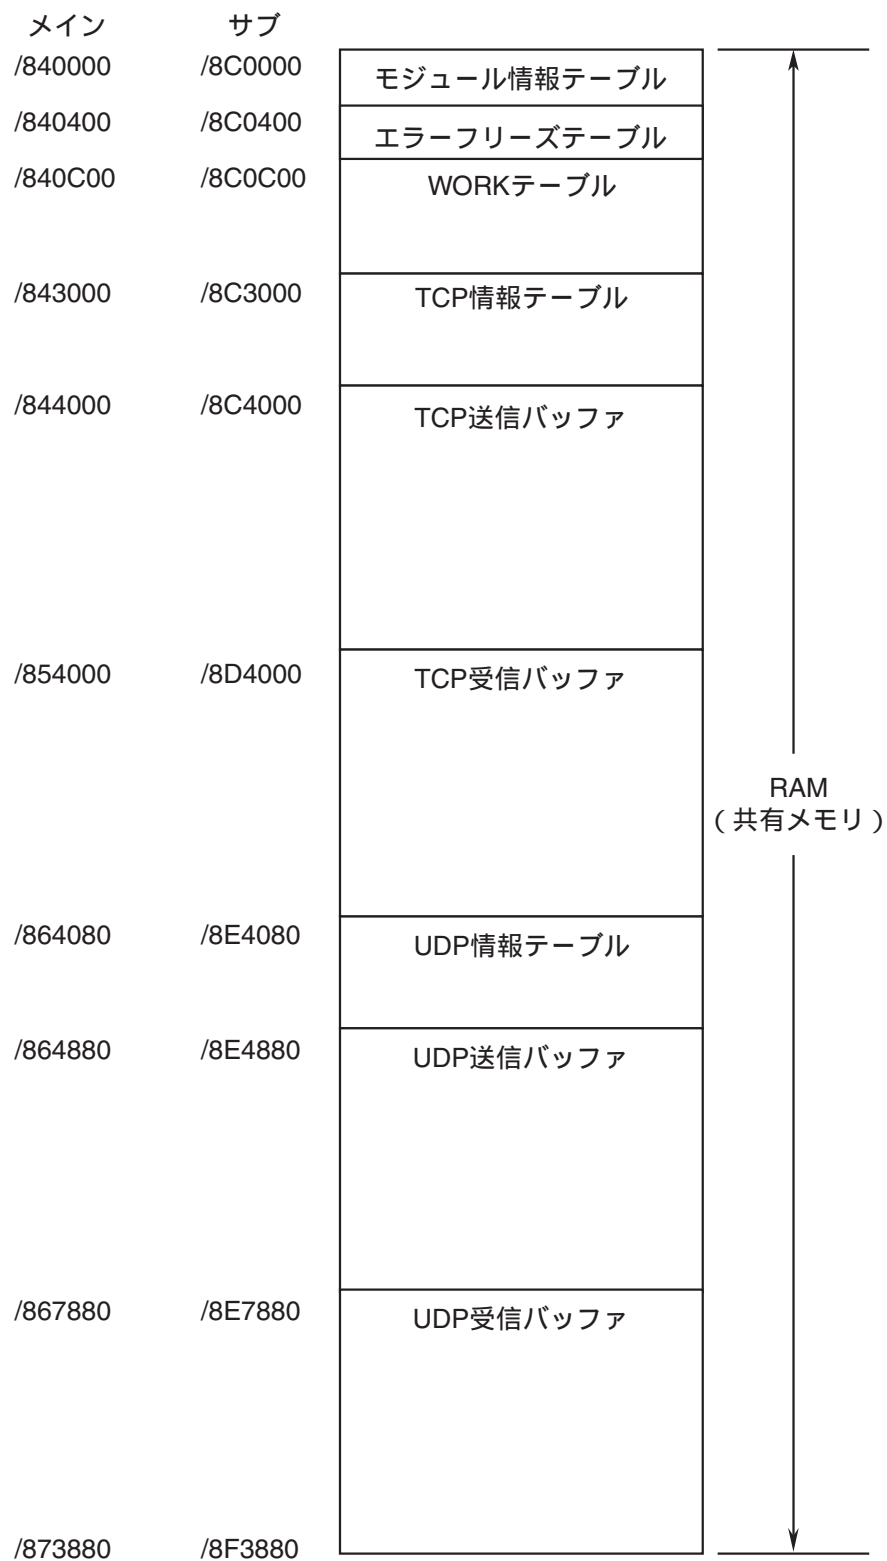 メイン サブ
/840000 /8C0000 モジュール情報テーブル
/840400 /8C0400 エラーフリーズテーブル
/840C00 /8C0C00 WORKテーブル
/843000 /8C3000 TCP情報テーブル
/844000 /8C4000 TCP送信バッファ
/854000 /8D4000 TCP受信バッファ
RAM
(共有メモリ)
/864080 /8E4080 UDP情報テーブル
/864880 /8E4880 UDP送信バッファ
/867880 /8E7880 UDP受信バッファ
/873880 /8F3880